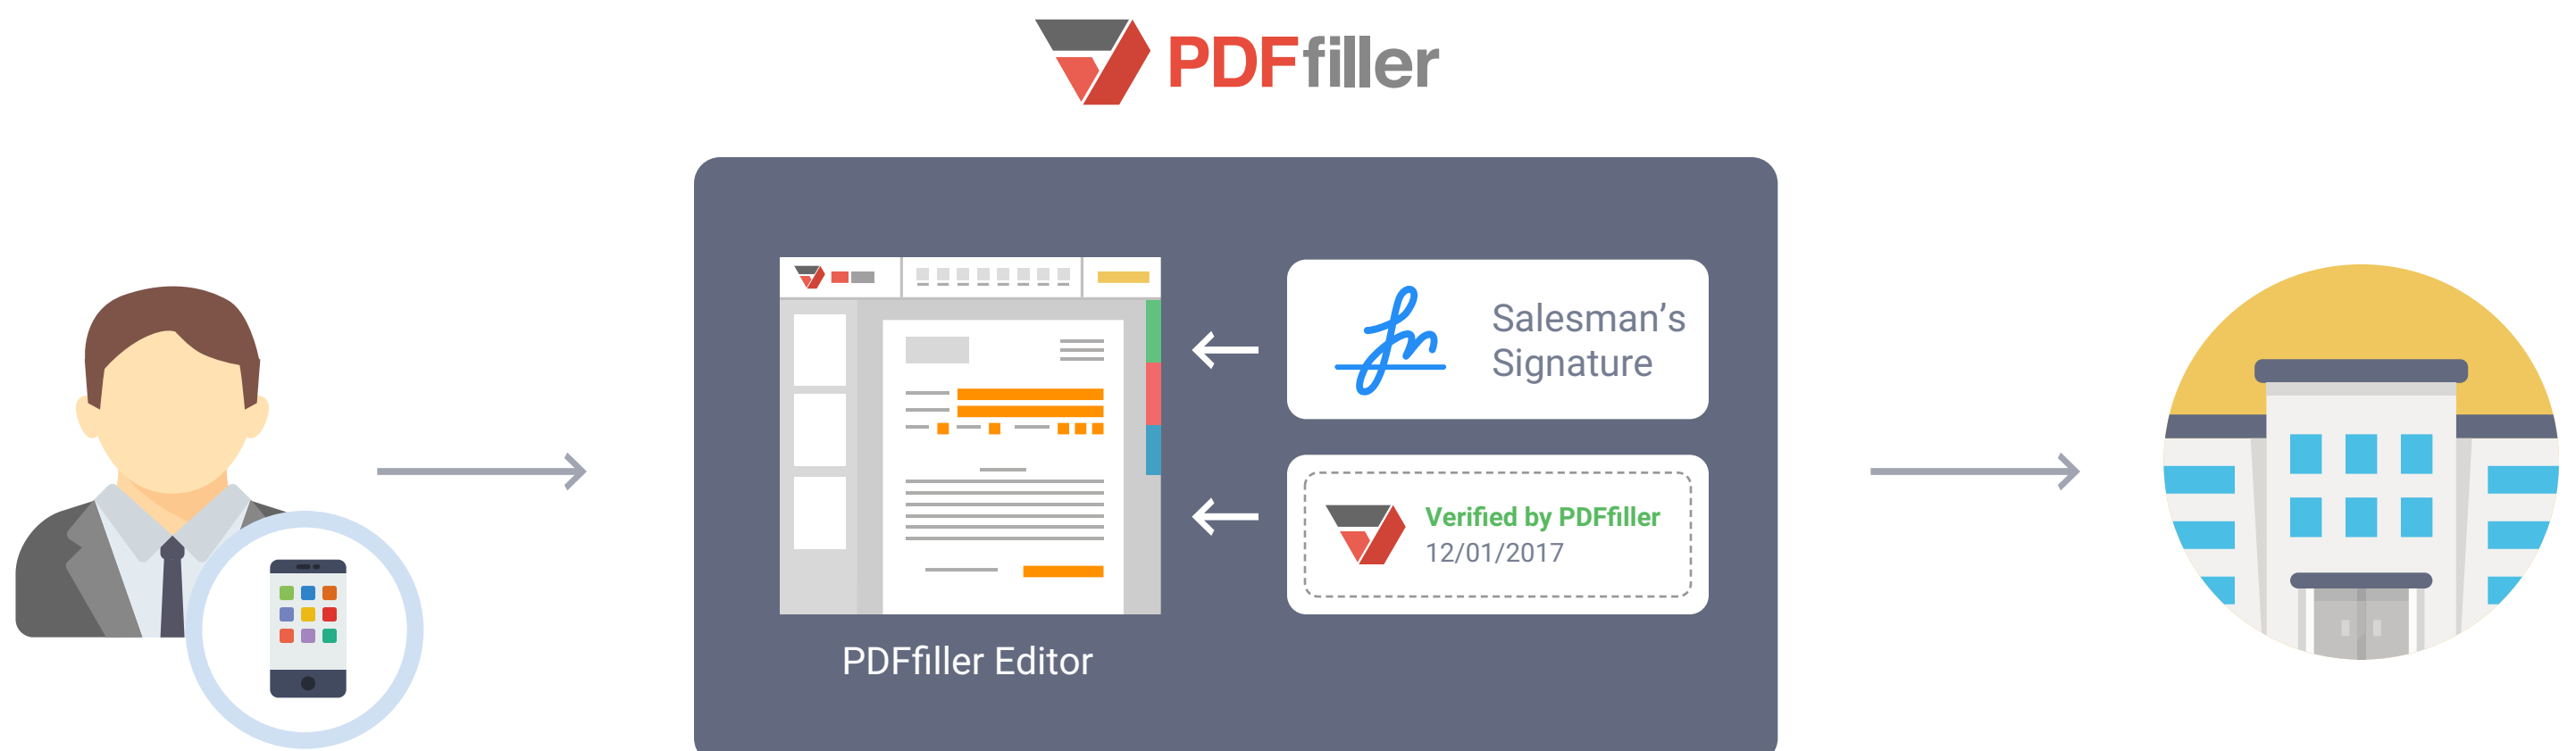 PDFfiller
Salesman’s
Signature
Verified by PDFfiller
12/01/2017
PDFfiller Editor